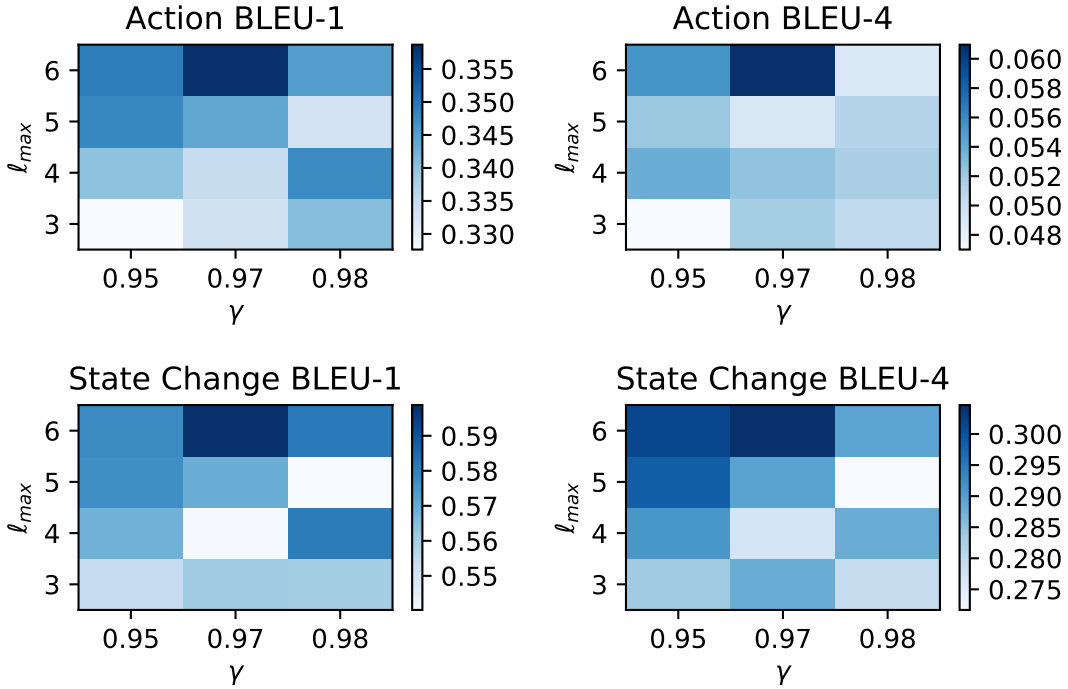 Action BLEU-1
6
5
4
3
ℓmax
0.95 0.97 0.98
γ
0.355
0.350
0.345
0.340
0.335
0.330
Action BLEU-4
6
5
4
3
ℓmax
0.95 0.97 0.98
γ
0.060
0.058
0.056
0.054
0.052
0.050
0.048
State Change BLEU-1
6
5
4
3
ℓmax
0.95 0.97 0.98
γ
0.59
0.58
0.57
0.56
0.55
State Change BLEU-4
6
5
4
3
ℓmax
0.95 0.97 0.98
γ
0.300
0.295
0.290
0.285
0.280
0.275